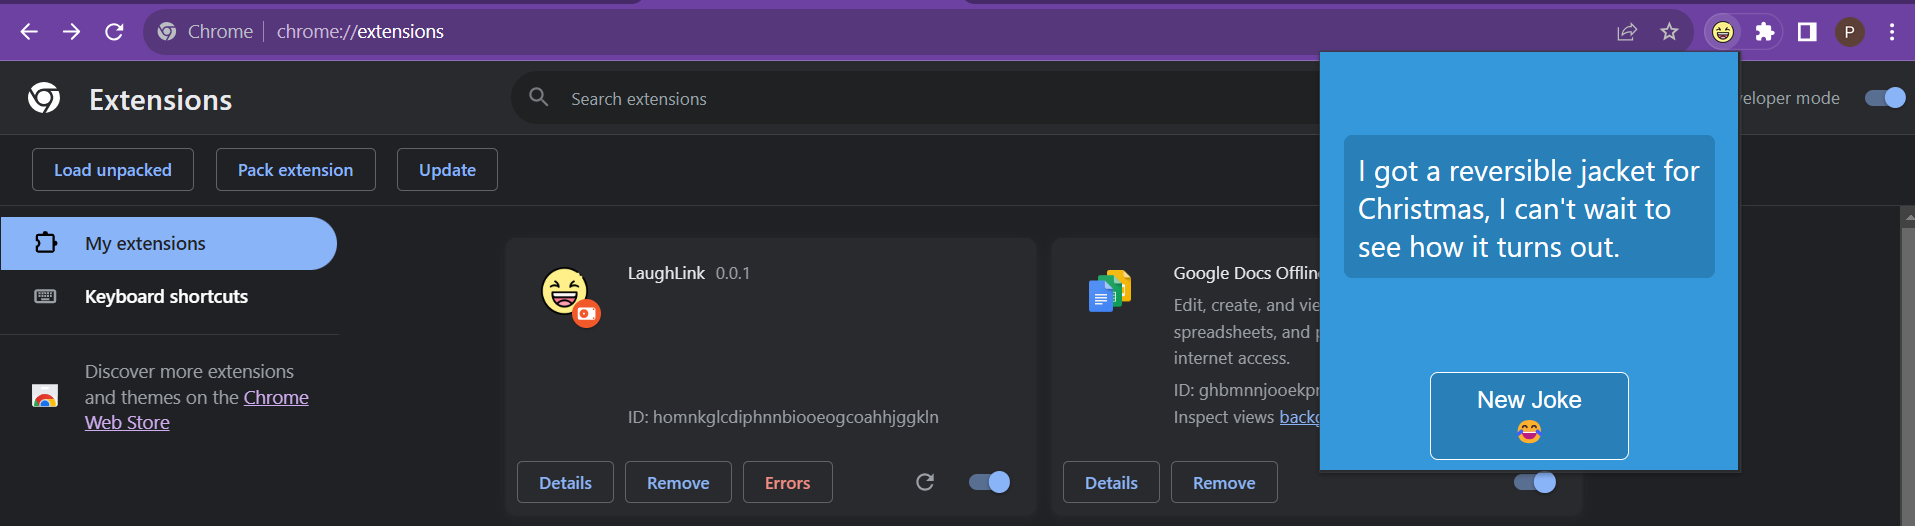 Chrome
chrome://extensions
P
Extensions
Search extensions
eloper mode
Load unpacked
Pack extension
Update
My extensions
Keyboard shortcuts
Discover more extensions
and themes on the Chrome
Web Store
LaughLink 0.0.1
ID: homnkglcdiphnnbiooeogcoahhjggkln
Details
Remove
Errors
Google Docs Offlin
Edit, create, and vie
spreadsheets, and
internet access.
ID: ghbmnnjooekp
Inspect views back
Details
Remove
I got a reversible jacket for
Christmas, I can't wait to
see how it turns out.
New Joke